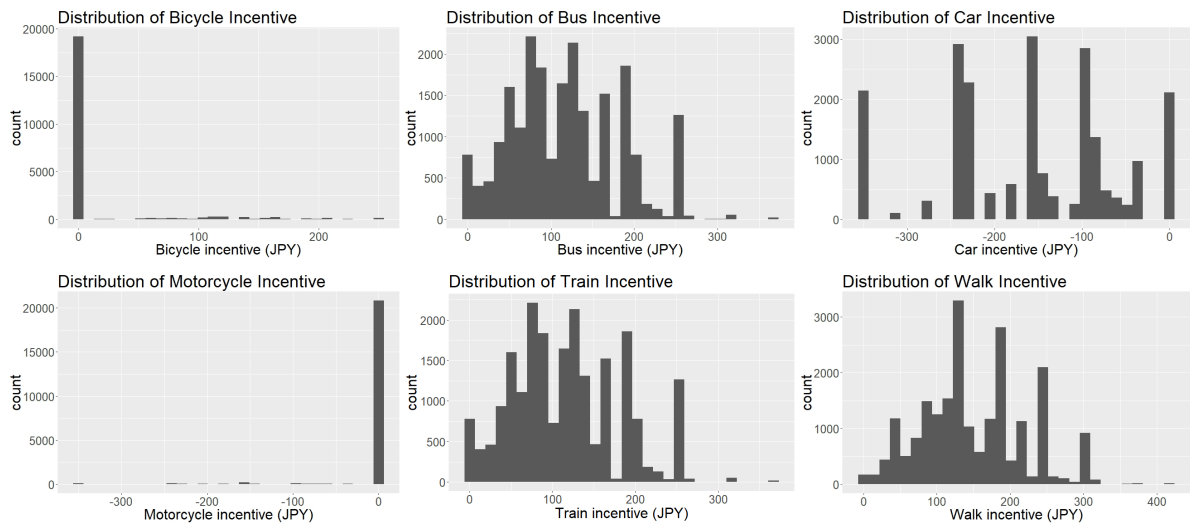 Distribution of Bicycle Incentive
count
20000
15000
10000
5000
0
0
100
200
Bicycle incentive (JPY)
Distribution of Bus Incentive
count
2000
1500
1000
500
0
0
100
200
300
Bus incentive (JPY)
Distribution of Car Incentive
count
3000
2000
1000
0
-300
-200
-100
0
Car incentive (JPY)
Distribution of Motorcycle Incentive
count
20000
15000
10000
5000
0
-300
-200
-100
0
Motorcycle incentive (JPY)
Distribution of Train Incentive
count
2000
1500
1000
500
0
0
100
200
300
Train incentive (JPY)
Distribution of Walk Incentive
count
3000
2000
1000
0
0
100
200
300
400
Walk incentive (JPY)